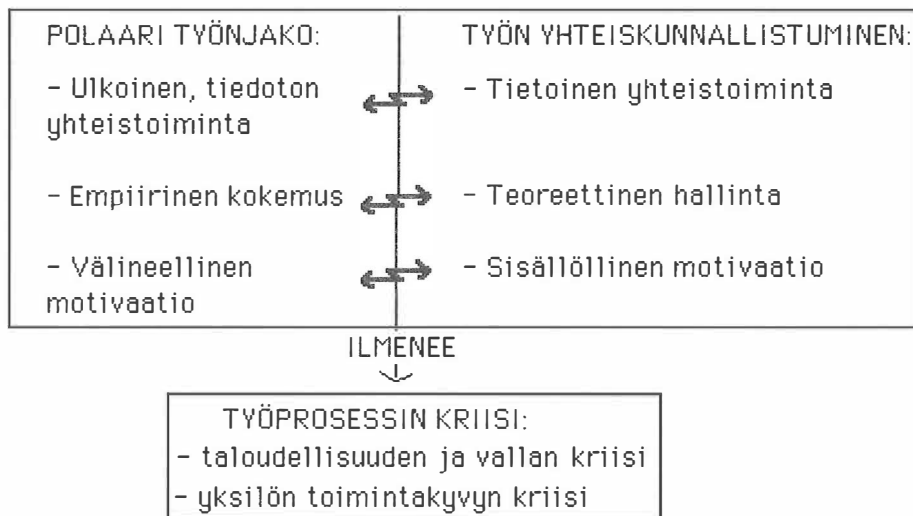 POLAARI TYÖNJAKO:
- Ulkoinen, tiedoton
yhteistoiminta
- Empiirinen kokemus
- Välineellinen
motivaatio
TYÖN YHTEISKUNNALLISTUMINEN:
- Tietoinen yhteistoiminta
- Teoreettinen hallinta
- Sisällöllinen motivaatio
ILMENEE
TYÖPROSESSIN KRIISI:
- taloudellisuuden ja vallan kriisi
- yksilön toimintakyvyn kriisi